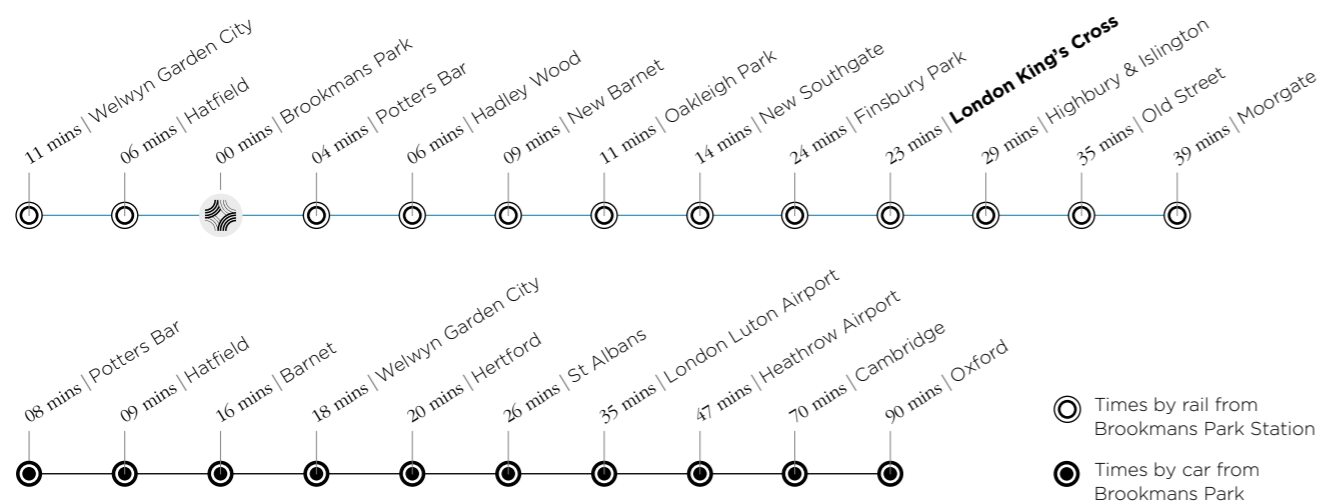 11 mins | Welwyn Garden City
06 mins | Hatfield
00 mins | Brookmans Park
04 mins | Potters Bar
06 mins | Hadley Wood
09 mins | New Barnet
11 mins | Oakleigh Park
14 mins | New Southgate
24 mins | Finsbury Park
23 mins | London King's Cross
29 mins | Highbury & Islington
35 mins | Old Street
39 mins | Moorgate
08 mins | Potters Bar
09 mins | Hatfield
16 mins | Barnet
18 mins | Welwyn Garden City
20 mins | Hertford
26 mins | St Albans
35 mins | London Luton Airport
47 mins | Heathrow Airport
70 mins | Cambridge
90 mins | Oxford
Times by rail from
Brookmans Park Station
Times by car from
Brookmans Park